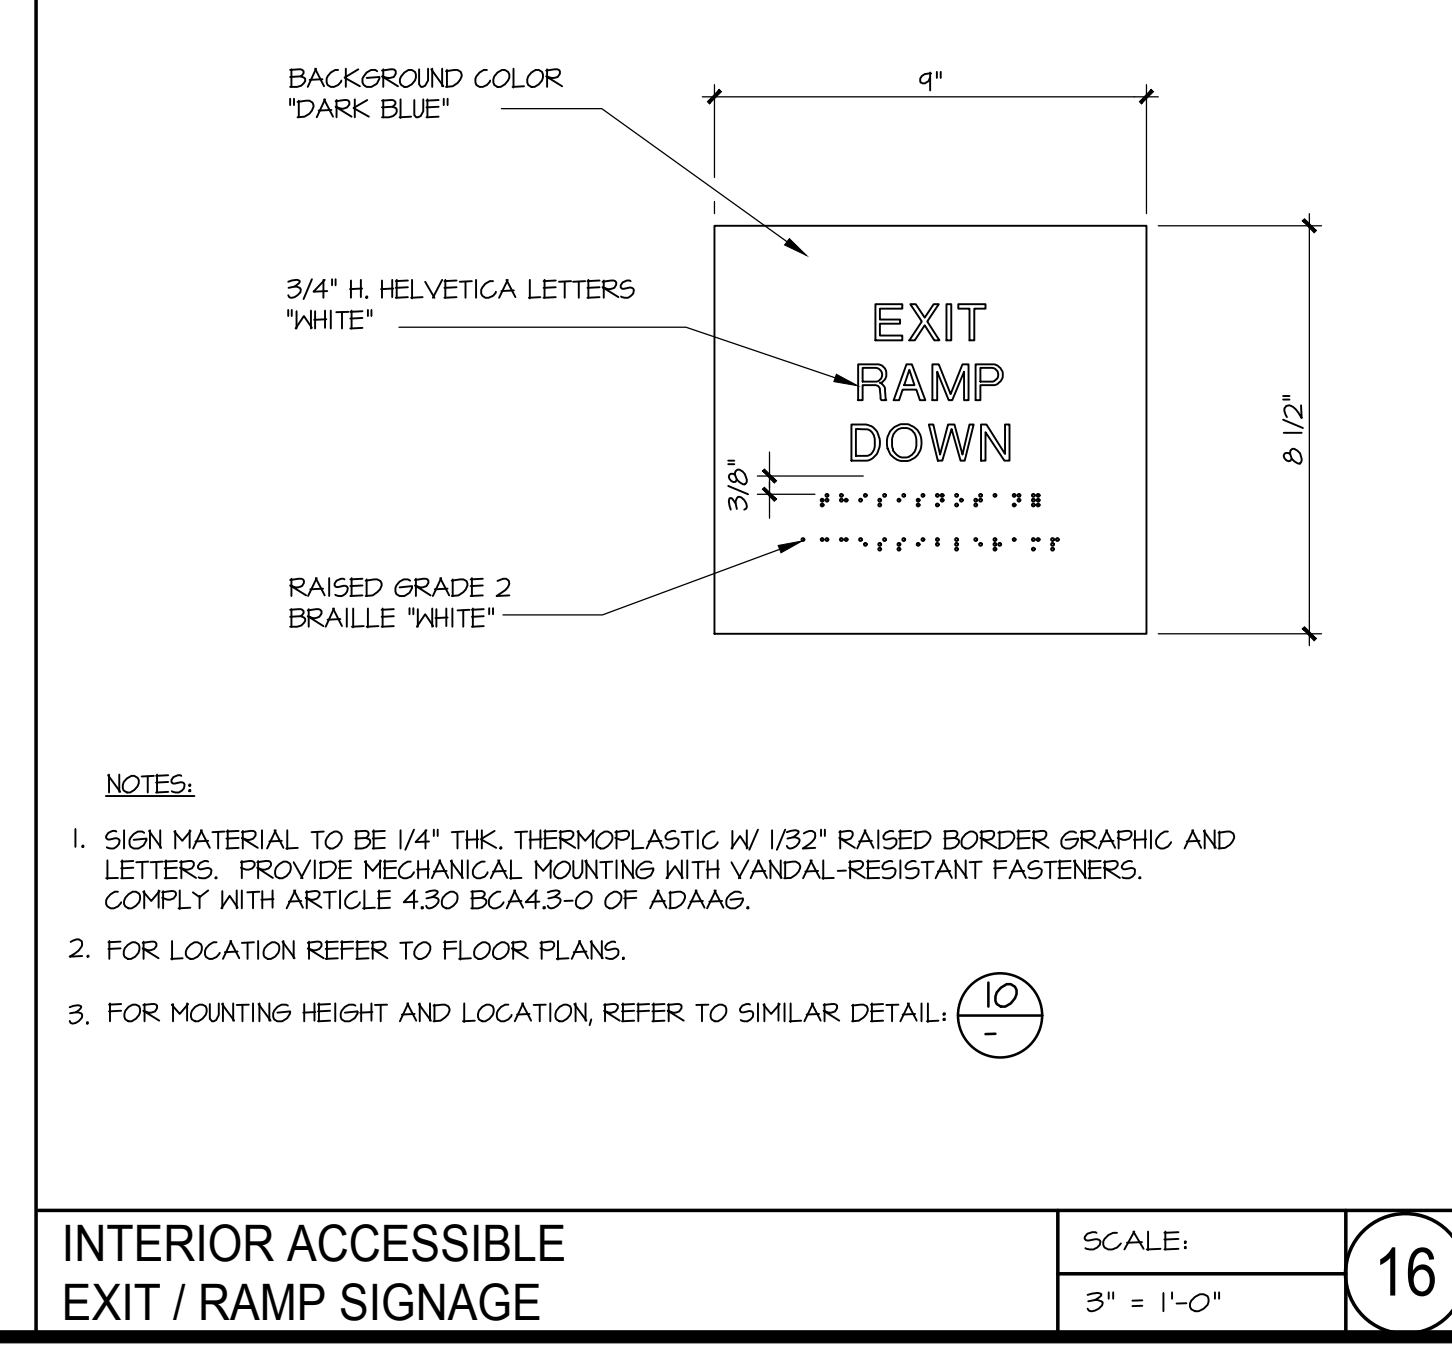 BACKGROUND COLOR
"DARK BLUE"
9"
3/4" H. HELVETICA LETTERS
"WHITE"
EXIT
RAMP
DOWN
8 1/2"
3/8"
RAISED GRADE 2
BRAILLE "WHITE"
NOTES:
1. SIGN MATERIAL TO BE 1/4" THK. THERMOPLASTIC W/ 1/32" RAISED BORDER GRAPHIC AND
LETTERS. PROVIDE MECHANICAL MOUNTING WITH VANDAL-RESISTANT FASTENERS.
COMPLY WITH ARTICLE 4.30 BCA4.3-0 OF ADAAG.
2. FOR LOCATION REFER TO FLOOR PLANS.
3. FOR MOUNTING HEIGHT AND LOCATION, REFER TO SIMILAR DETAIL:
10
-
INTERIOR ACCESSIBLE
EXIT / RAMP SIGNAGE
SCALE:
3" = 1'-0"
16